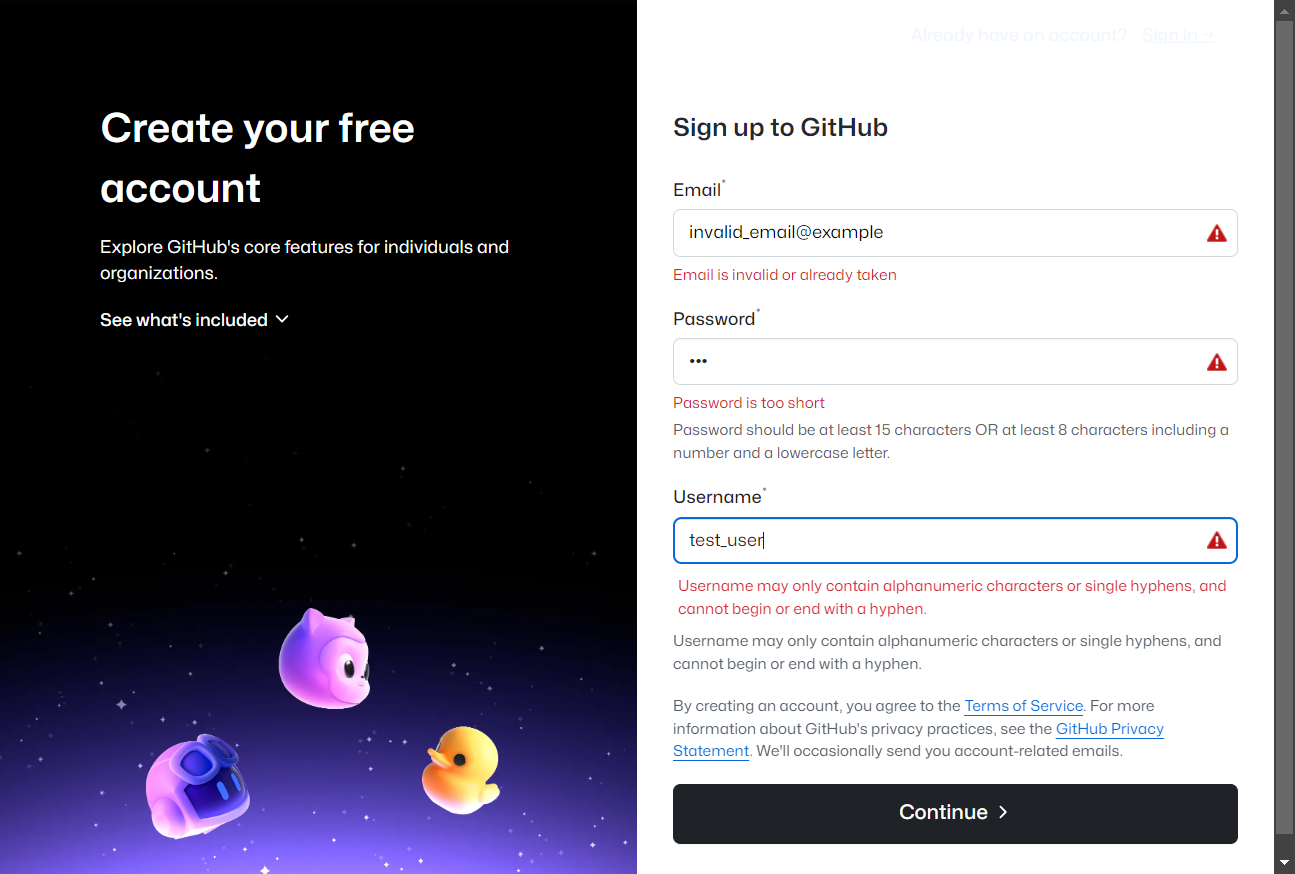 Already have an account? Sign in →
Create your free
account
Explore GitHub's core features for individuals and
organizations.
See what's included
Sign up to GitHub
Email*
invalid_email@example
Email is invalid or already taken
Password*
•••
Password is too short
Password should be at least 15 characters OR at least 8 characters including a
number and a lowercase letter.
Username*
test_user
Username may only contain alphanumeric characters or single hyphens, and
cannot begin or end with a hyphen.
Username may only contain alphanumeric characters or single hyphens, and
cannot begin or end with a hyphen.
By creating an account, you agree to the Terms of Service. For more
information about GitHub's privacy practices, see the GitHub Privacy
Statement. We'll occasionally send you account-related emails.
Continue